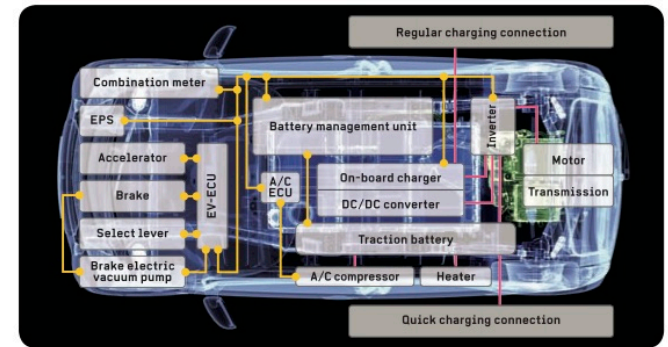 Regular charging connection
Combination meter
EPS
Battery management unit
Inverter
Accelerator
Motor
EV-ECU
A/C
ECU
On-board charger
Brake
Transmission
DC/DC converter
Select lever
Traction battery
Brake electric
vacuum pump
A/C compressor
Heater
Quick charging connection